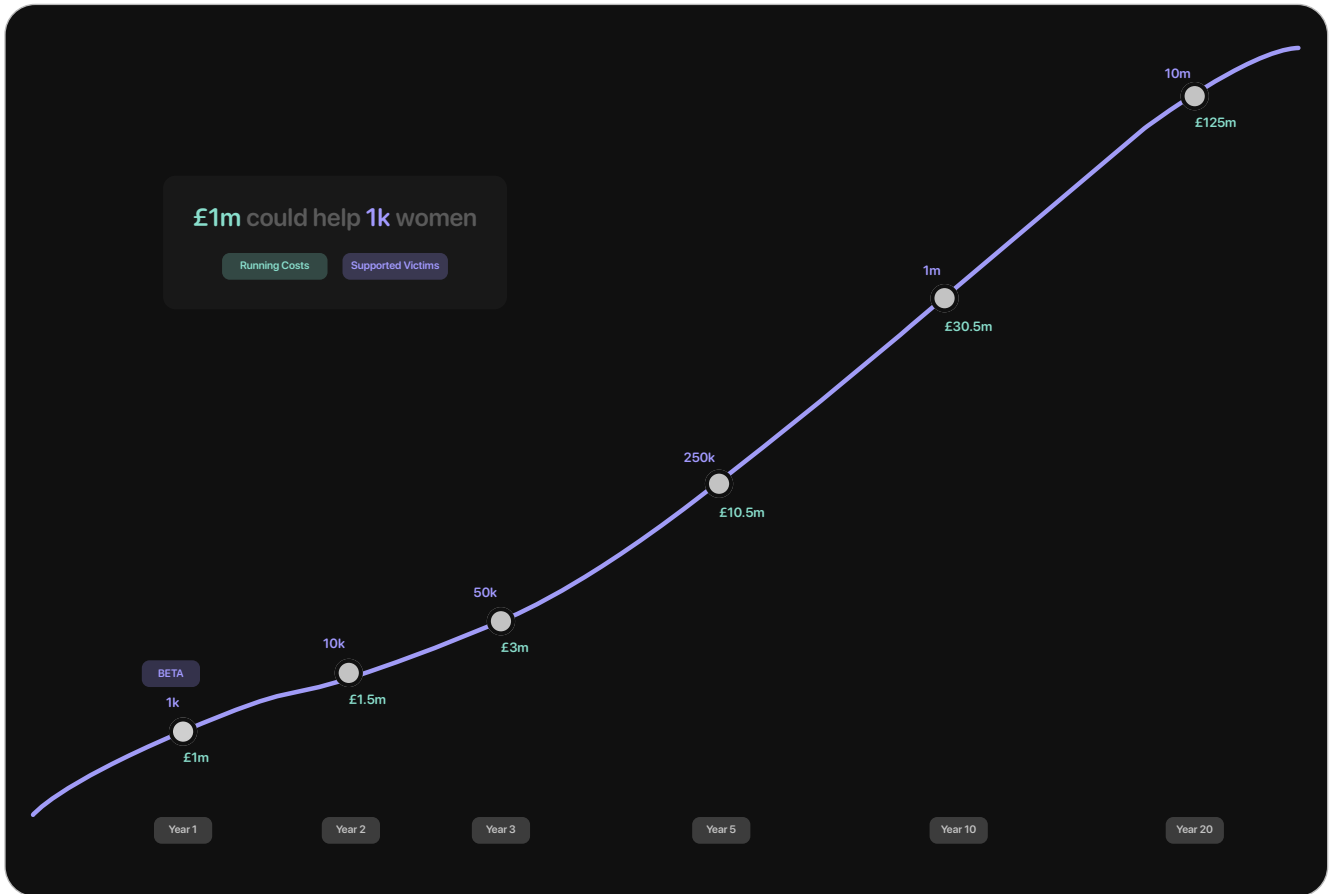 10m
£125m
£1m could help 1k women
Running Costs
Supported Victims
1m
£30.5m
250k
£10.5m
50k
£3m
10k
£1.5m
BETA
1k
£1m
Year 1
Year 2
Year 3
Year 5
Year 10
Year 20